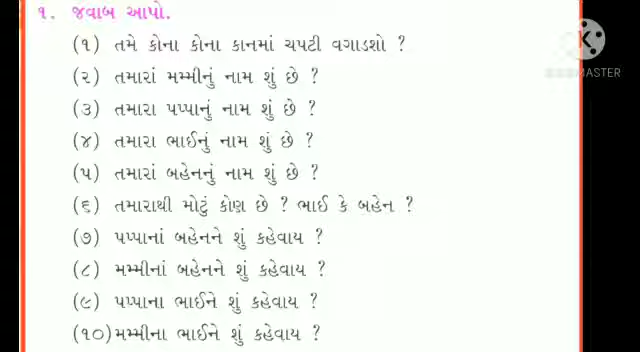 ૧. જવાબ આપો.
(૧) તમે કોના કોના કાનમાં ચપટી વગાડશો ?
(૨) તમારાં મમ્મીનું નામ શું છે ?
(૩) તમારા પપ્પાનું નામ શું છે ?
(૪) તમારા ભાઈનું નામ શું છે ?
(૫) તમારાં બહેનનું નામ શું છે ?
(૬) તમારાથી મોટું કોણ છે ? ભાઈ કે બહેન ?
(૭) પપ્પાનાં બહેનને શું કહેવાય ?
(૮) મમ્મીનાં બહેનને શું કહેવાય ?
(૯) પપ્પાના ભાઈને શું કહેવાય ?
(૧૦) મમ્મીના ભાઈને શું કહેવાય ?